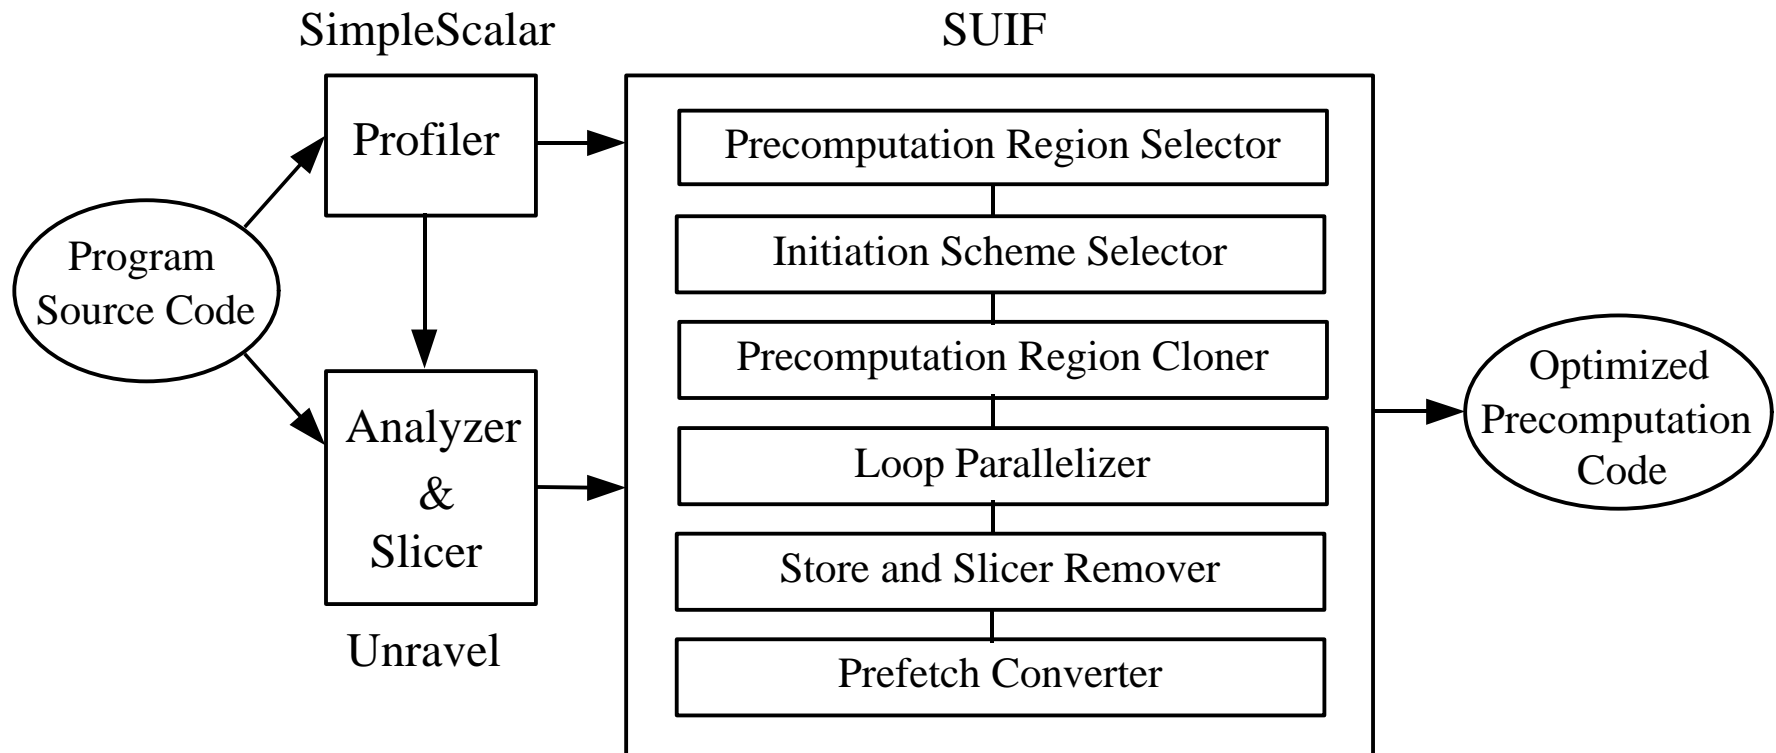 SimpleScalar
SUIF
Profiler
Program
Source Code
Analyzer
&
Slicer
Unravel
Precomputation Region Selector
Initiation Scheme Selector
Precomputation Region Cloner
Loop Parallelizer
Store and Slicer Remover
Prefetch Converter
Optimized
Precomputation
Code